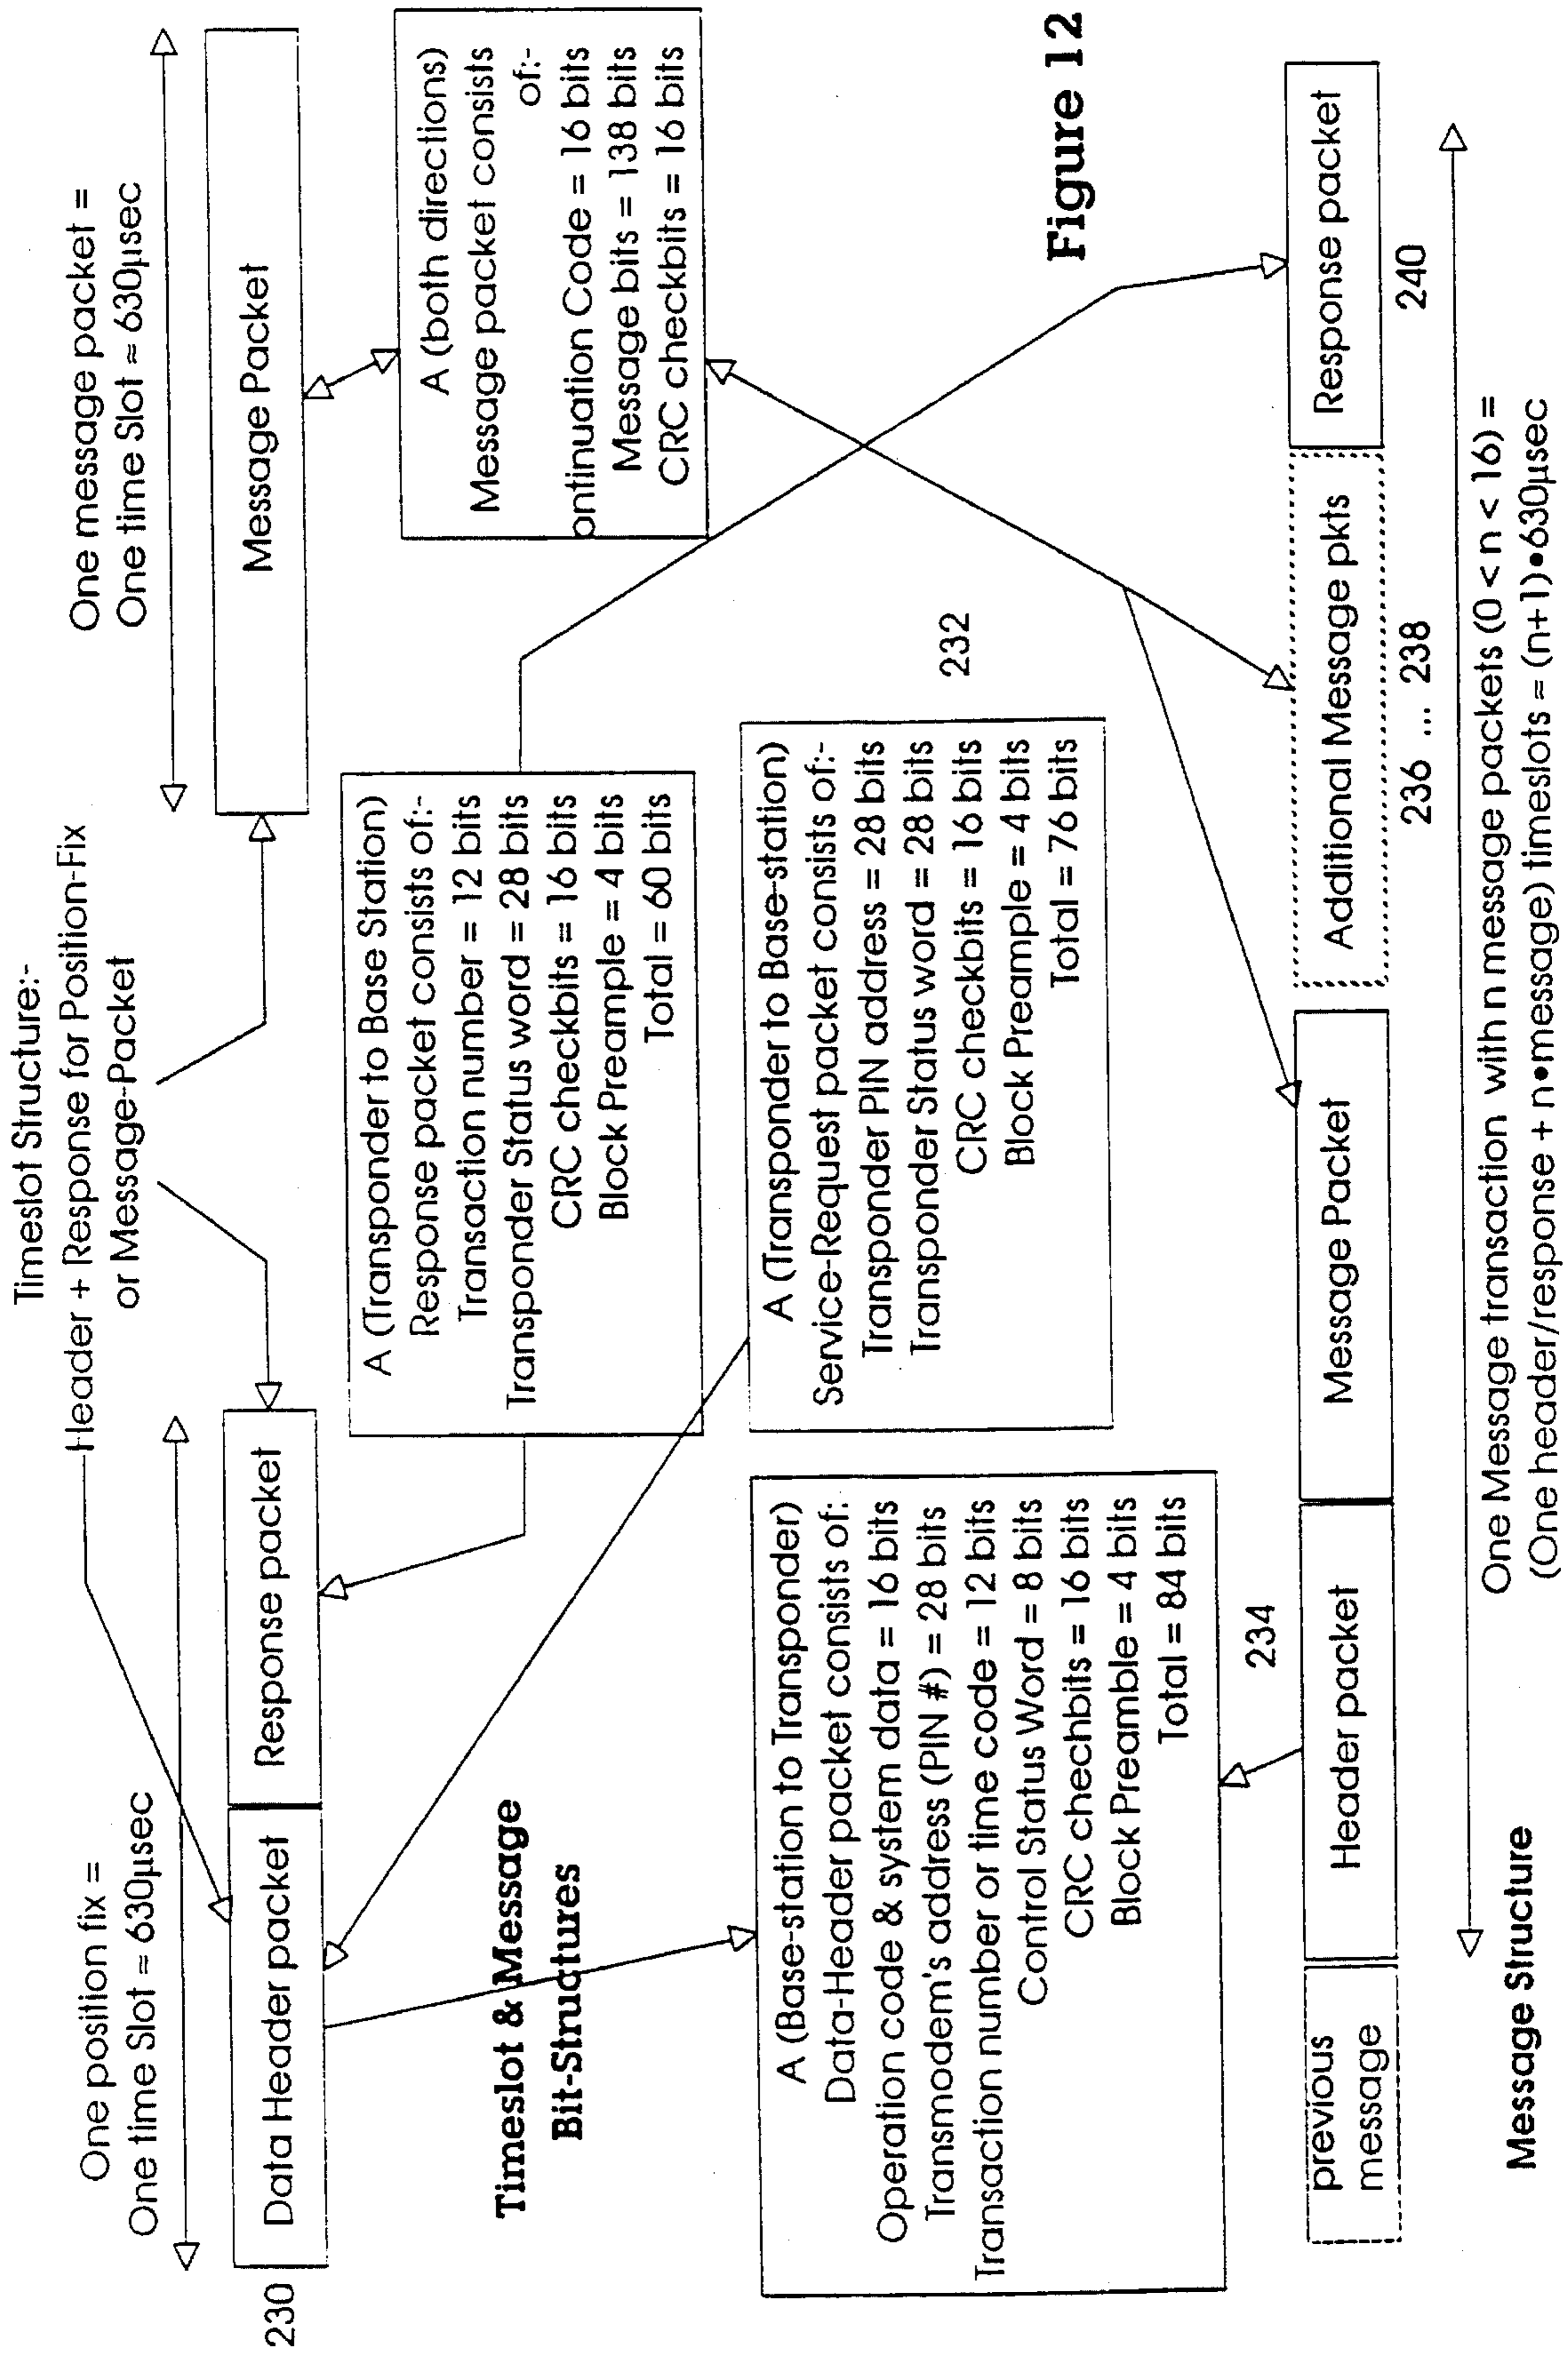 Timeslot Structure:-
Header + Response for Position-Fix
or Message-Packet
One position fix =
One time Slot ≈ 630µsec
One message packet =
One time Slot ≈ 630µsec
230
Data Header packet
Response packet
Message Packet
A (Transponder to Base Station)
Response packet consists of:-
Transaction number = 12 bits
Transponder Status word = 28 bits
CRC checkbits = 16 bits
Block Preample = 4 bits
Total = 60 bits
A (both directions)
Message packet consists
of:-
ontinuation Code = 16 bits
Message bits = 138 bits
CRC checkbits = 16 bits
Timeslot & Message
Bit-Structures
A (Base-station to Transponder)
Data-Header packet consists of:
Operation code & system data = 16 bits
Transmodem's address (PIN #) = 28 bits
Transaction number or time code = 12 bits
Control Status Word = 8 bits
CRC chechbits = 16 bits
Block Preamble = 4 bits
Total = 84 bits
A (Transponder to Base-station)
Service-Request packet consists of:-
Transponder PIN address = 28 bits
Transponder Status word = 28 bits
CRC checkbits = 16 bits
Block Preample = 4 bits
Total = 76 bits
232
Figure 12
234
previous
message
Header packet
Message Packet
Additional Message pkts
Response packet
236 ... 238
240
One Message transaction with n message packets (0 < n < 16) =
(One header/response + n•message) timeslots ≈ (n+1)•630µsec
Message Structure